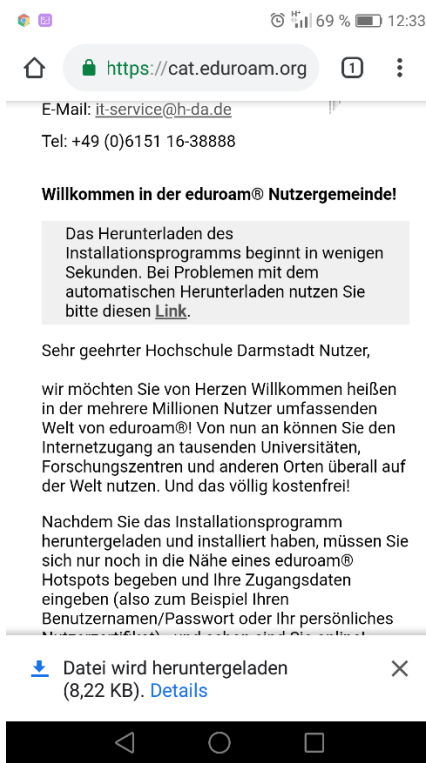 69 % 12:33
https://cat.eduroam.org 1
E-Mail: it-service@h-da.de
Tel: +49 (0)6151 16-38888
Willkommen in der eduroam® Nutzergemeinde!
Das Herunterladen des
Installationsprogramms beginnt in wenigen
Sekunden. Bei Problemen mit dem
automatischen Herunterladen nutzen Sie
bitte diesen Link.
Sehr geehrter Hochschule Darmstadt Nutzer,
wir möchten Sie von Herzen Willkommen heißen
in der mehrere Millionen Nutzer umfassenden
Welt von eduroam®! Von nun an können Sie den
Internetzugang an tausenden Universitäten,
Forschungszentren und anderen Orten überall auf
der Welt nutzen. Und das völlig kostenfrei!
Nachdem Sie das Installationsprogramm
heruntergeladen und installiert haben, müssen Sie
sich nur noch in die Nähe eines eduroam®
Hotspots begeben und Ihre Zugangsdaten
eingeben (also zum Beispiel Ihren
Benutzernamen/Passwort oder Ihr persönliches
Nutzerzertifikat) - und schon sind Sie online!
Datei wird heruntergeladen
(8,22 KB). Details